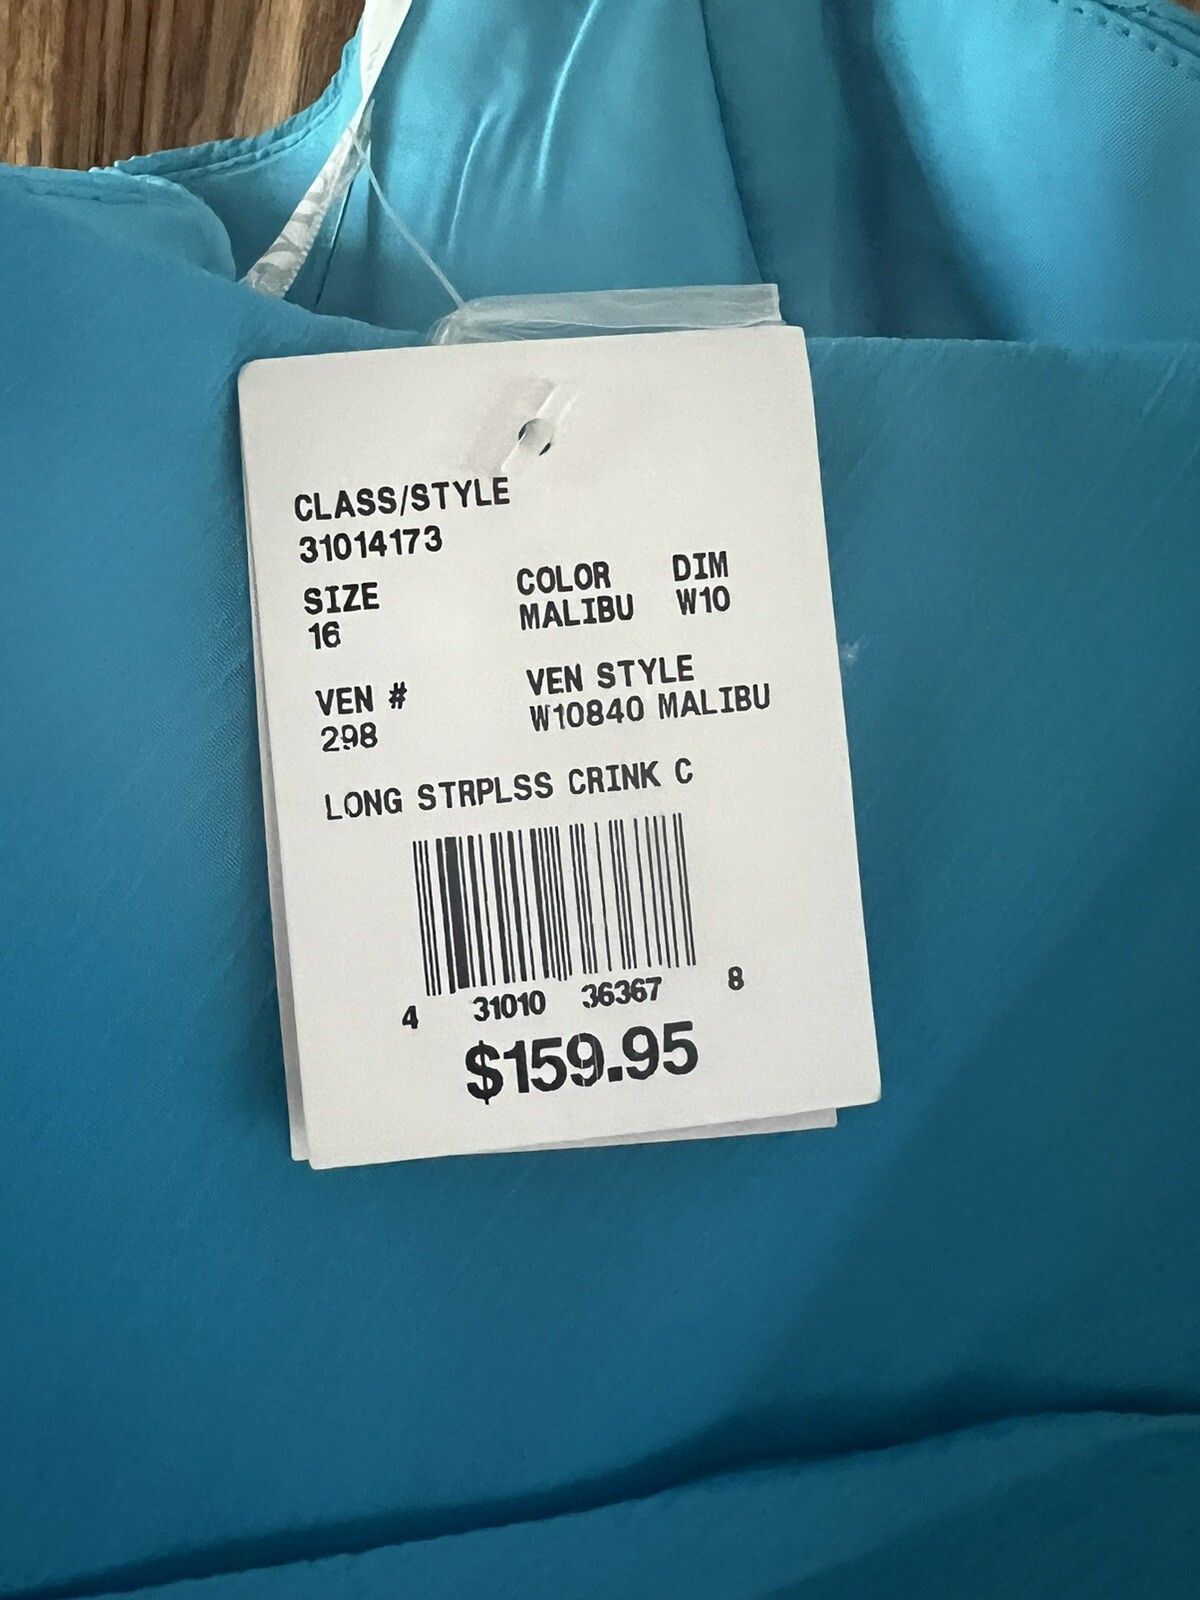 CLASS/STYLE
31014173
SIZE COLOR DIM
16 MALIBU W10
VEN # VEN STYLE
298 W10840 MALIBU
LONG STRPLSS CRINK C
4 31010 36367 8
$159.95